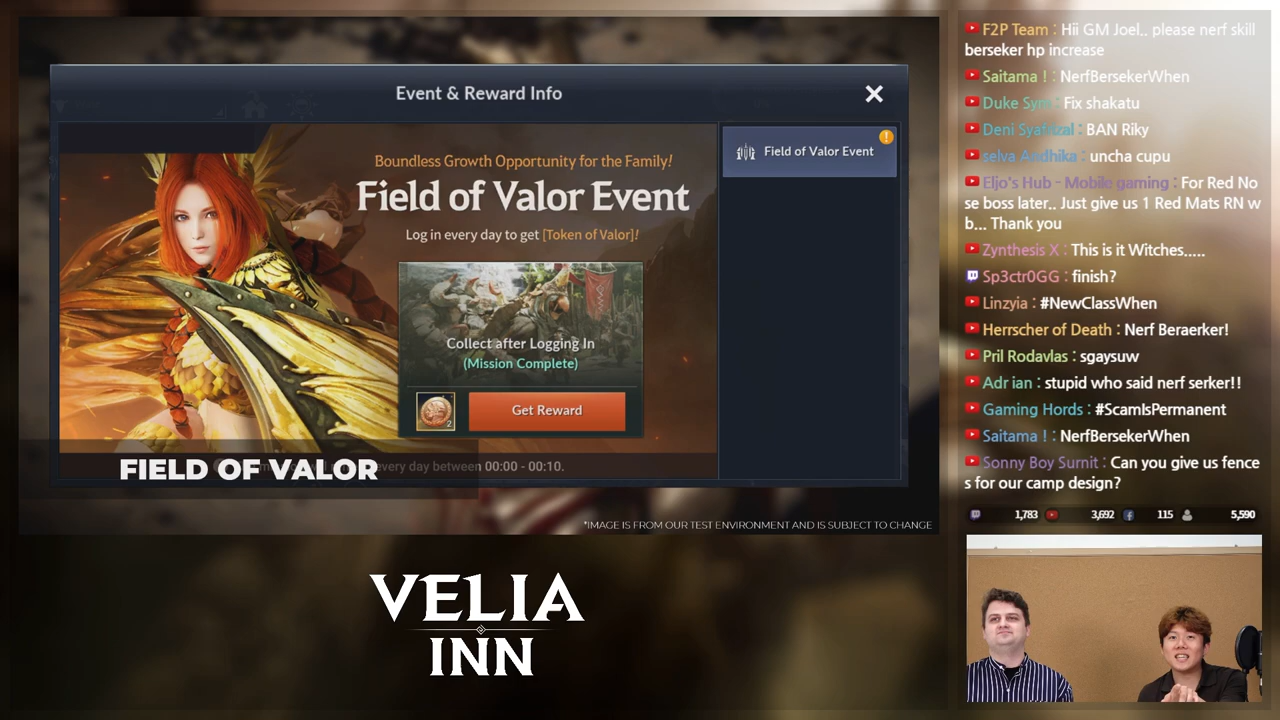 Event & Reward Info
Boundless Growth Opportunity for the Family!
Field of Valor Event
Log in every day to get [Token of Valor]!
Collect after Logging In
(Mission Complete)
2
Get Reward
every day between 00:00 - 00:10.
FIELD OF VALOR
Field of Valor Event
*IMAGE IS FROM OUR TEST ENVIRONMENT AND IS SUBJECT TO CHANGE
VELIA
INN
F2P Team : Hii GM Joel.. please nerf skill
berseker hp increase
Saitama ! : NerfBersekerWhen
Duke : Fix shakatu
Deni : BAN Riky
selva : uncha cupu
Eljo's Hub - Mobile gaming : For Red No
se boss later.. Just give us 1 Red Mats RN w
b... Thank you
Zynthesis X : This is it Witches.....
Sp3ctr0GG : finish?
Linzyia : #NewClassWhen
Herrscher of Death : Nerf Beraerker!
Pril Rodavlas : sgaysuw
Adr ian : stupid who said nerf serker!!
Gaming Hords : #ScamIsPermanent
Saitama ! : NerfBersekerWhen
Sonny Boy Surnit : Can you give us fence
s for our camp design?
1,783 3,692 115 5,590